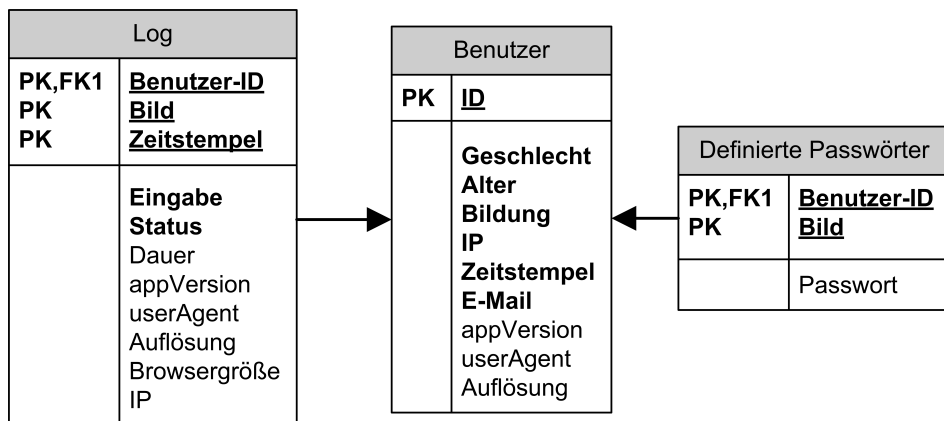 Log
PK,FK1 Benutzer-ID
PK Bild
PK Zeitstempel
Eingabe
Status
Dauer
appVersion
userAgent
Auflösung
Browsergröße
IP
Benutzer
PK ID
Geschlecht
Alter
Bildung
IP
Zeitstempel
E-Mail
appVersion
userAgent
Auflösung
Definierte Passwörter
PK,FK1 Benutzer-ID
PK Bild
Passwort